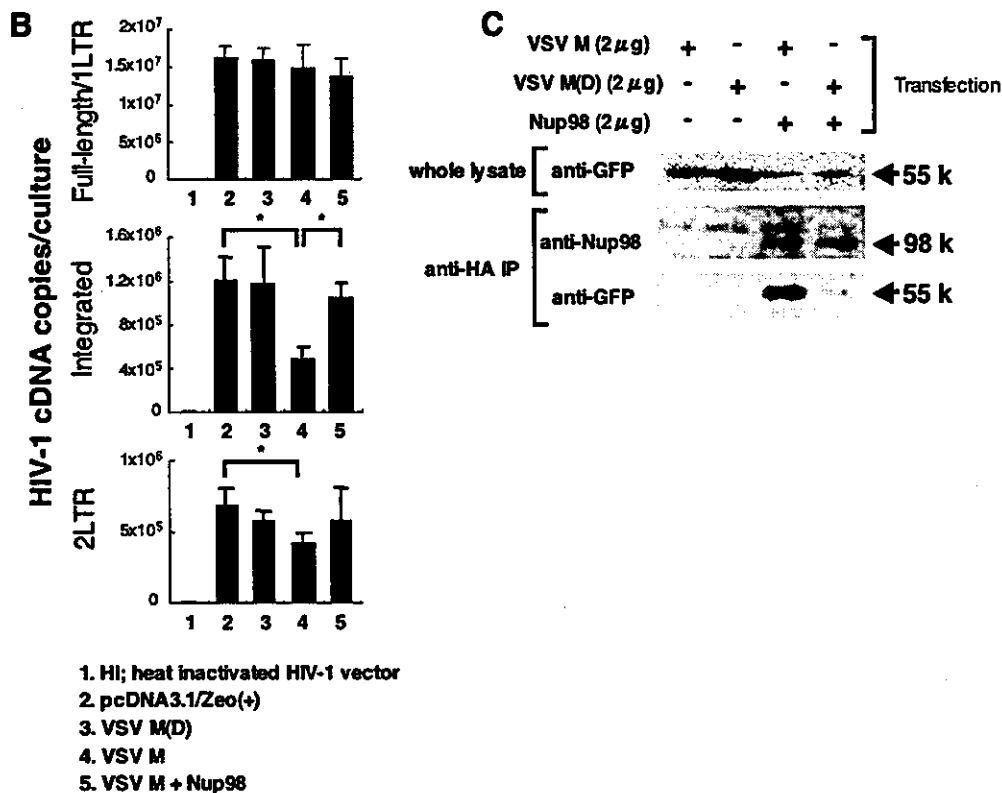 B
HIV-1 cDNA copies/culture
Full-length/1LTR
2x10⁷
1.5x10⁷
1x10⁷
5x10⁶
0
1 2 3 4 5
Integrated
1.6x10⁶
1.2x10⁶
8x10⁵
4x10⁵
0
* *
1 2 3 4 5
2LTR
1x10⁶
5x10⁵
0
*
1 2 3 4 5
1. HI; heat inactivated HIV-1 vector
2. pcDNA3.1/Zeo(+)
3. VSV M(D)
4. VSV M
5. VSV M + Nup98
C
VSV M (2μg) + - + -
VSV M(D) (2μg) - + - +
Nup98 (2μg) - - + +
Transfection
whole lysate anti-GFP 55 k
anti-HA IP
anti-Nup98 98 k
anti-GFP 55 k